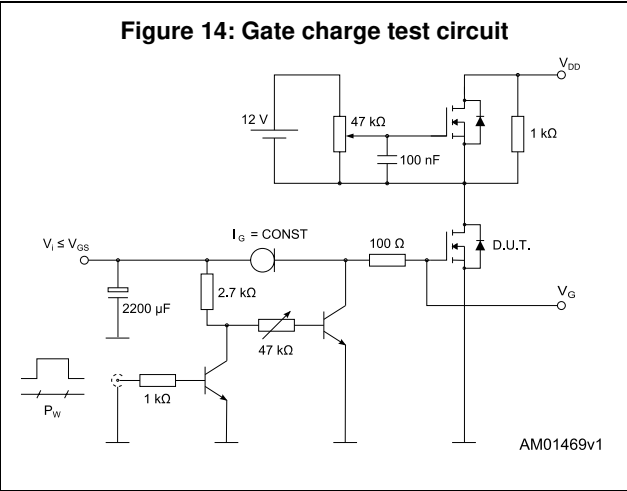 Figure 14: Gate charge test circuit
V_DD
12 V
47 kΩ
1 kΩ
100 nF
V_i ≤ V_GS
I_G = CONST
100 Ω
D.U.T.
2.7 kΩ
2200 µF
V_G
47 kΩ
1 kΩ
P_W
AM01469v1